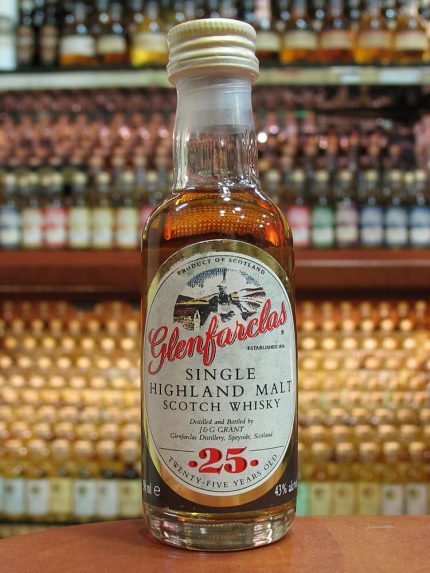 PRODUCT OF SCOTLAND
Glenfarclas ®
ESTABLISHED 1836
SINGLE
HIGHLAND MALT
SCOTCH WHISKY
Distilled and Bottled by
J&G GRANT
Glenfarclas Distillery, Speyside, Scotland
·25·
TWENTY-FIVE YEARS OLD
ml e
43%